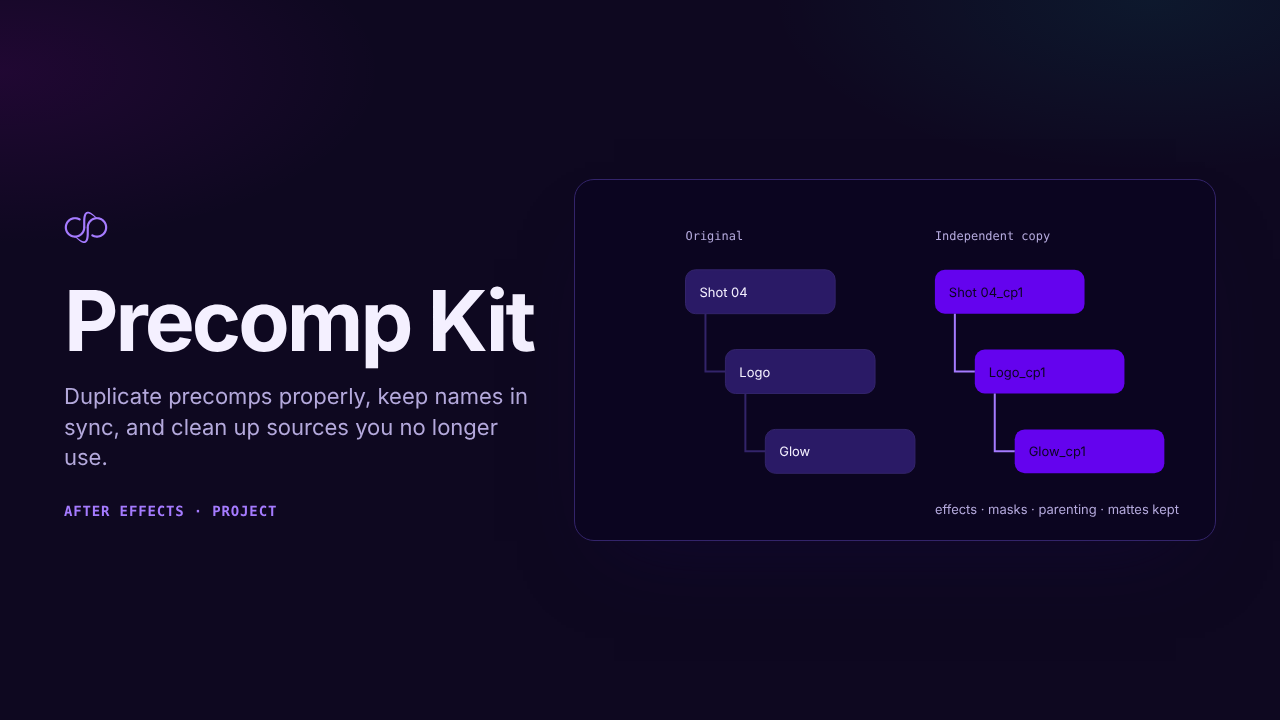 Precomp Kit
Duplicate precomps properly, keep names in
sync, and clean up sources you no longer
use.
AFTER EFFECTS · PROJECT
Original
Shot 04
Logo
Glow
Independent copy
Shot 04_cp1
Logo_cp1
Glow_cp1
effects · masks · parenting · mattes kept